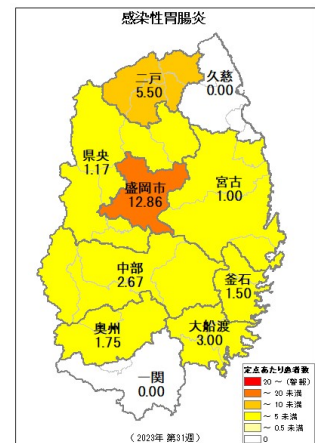 感染性胃腸炎
二戸
5.50
久慈
0.00
県央
1.17
盛岡市
12.86
宮古
1.00
中部
2.67
釜石
1.50
奥州
1.75
大船渡
3.00
一関
0.00
定点あたり患者数
20 ~ (警報)
~ 20 未満
~ 10 未満
~ 5 未満
~ 0.5 未満
0
(2023年 第31週)